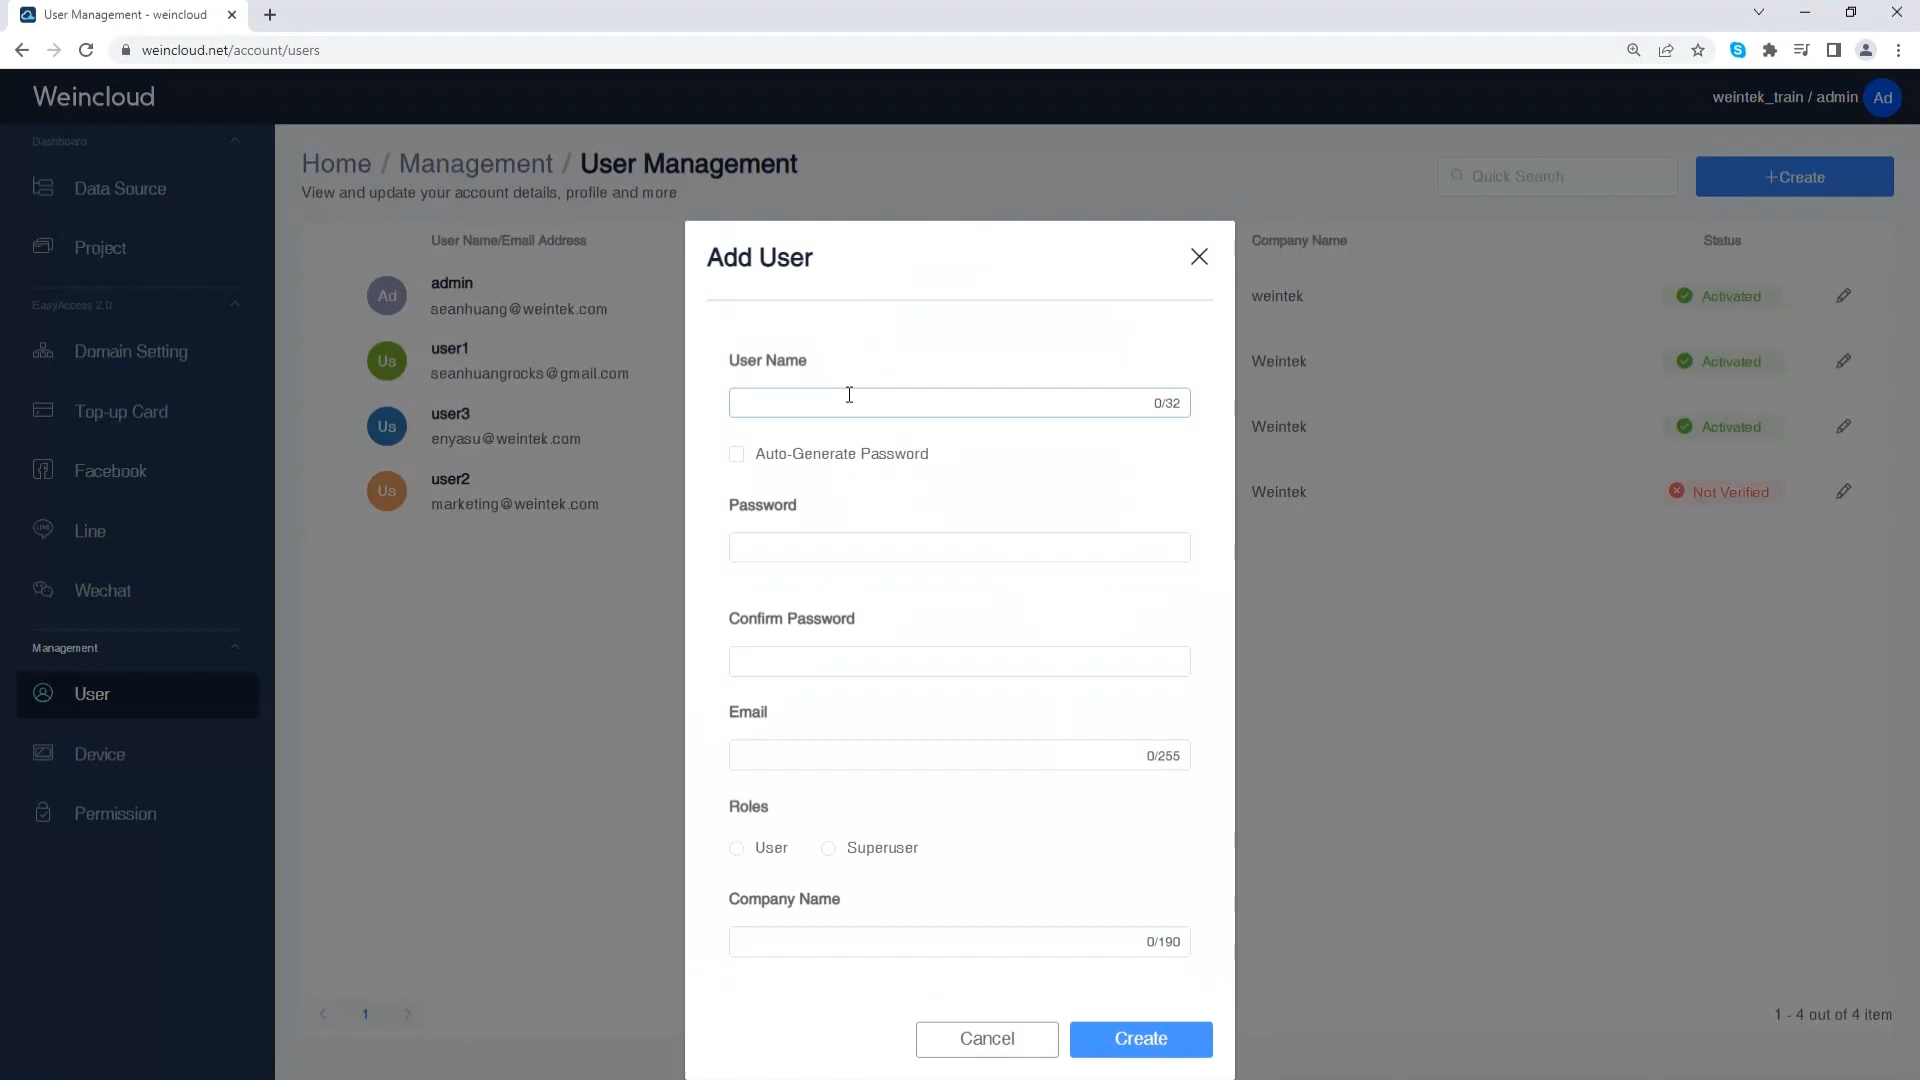 User Management - weincloud
weincloud.net/account/users
Weincloud
weintek_train / admin
Ad
Dashboard
Data Source
Project
EasyAccess 2.0
Domain Setting
Top-up Card
Facebook
Line
Wechat
Management
User
Device
Permission
Home / Management / User Management
View and update your account details, profile and more
Quick Search
+Create
User Name/Email Address
Company Name
Status
Ad
admin
seanhuang@weintek.com
weintek
Activated
Us
user1
seanhuangrocks@gmail.com
Weintek
Activated
Us
user3
enyasu@weintek.com
Weintek
Activated
Us
user2
marketing@weintek.com
Weintek
Not Verified
Add User
User Name
0/32
Auto-Generate Password
Password
Confirm Password
Email
0/255
Roles
User
Superuser
Company Name
0/190
Cancel
Create
1
1 - 4 out of 4 item